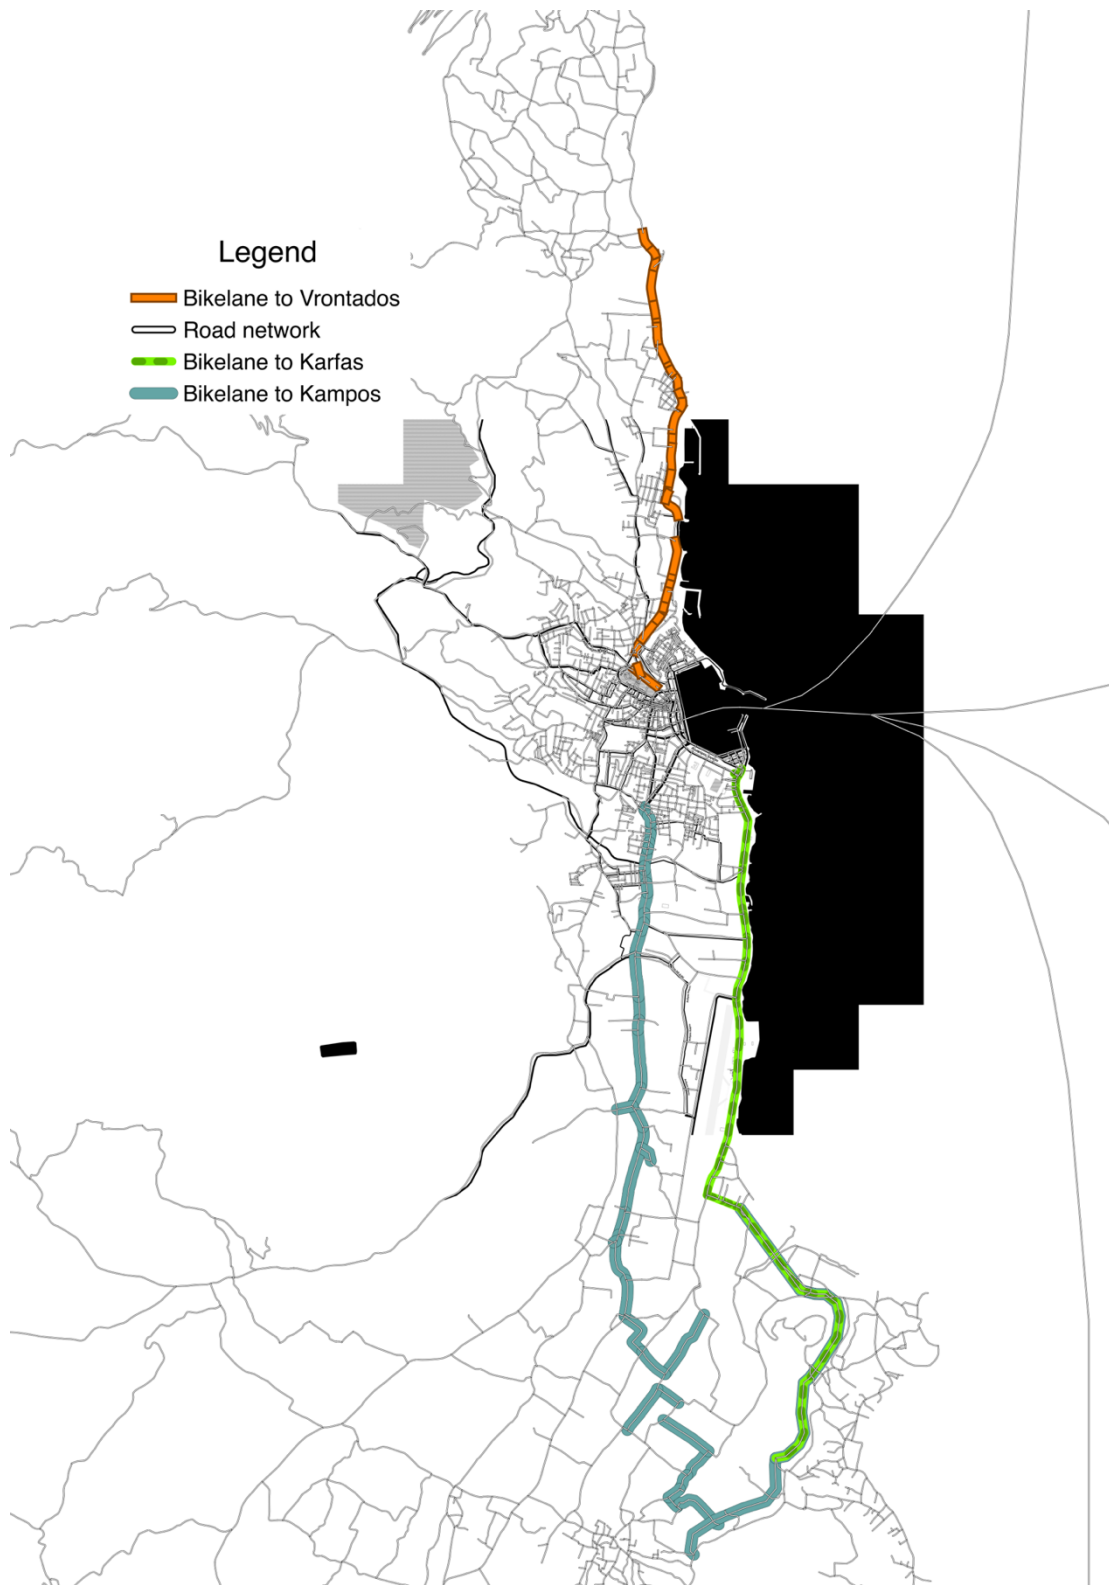 Legend
Bikelane to Vrontados
Road network
Bikelane to Karfas
Bikelane to Kampos